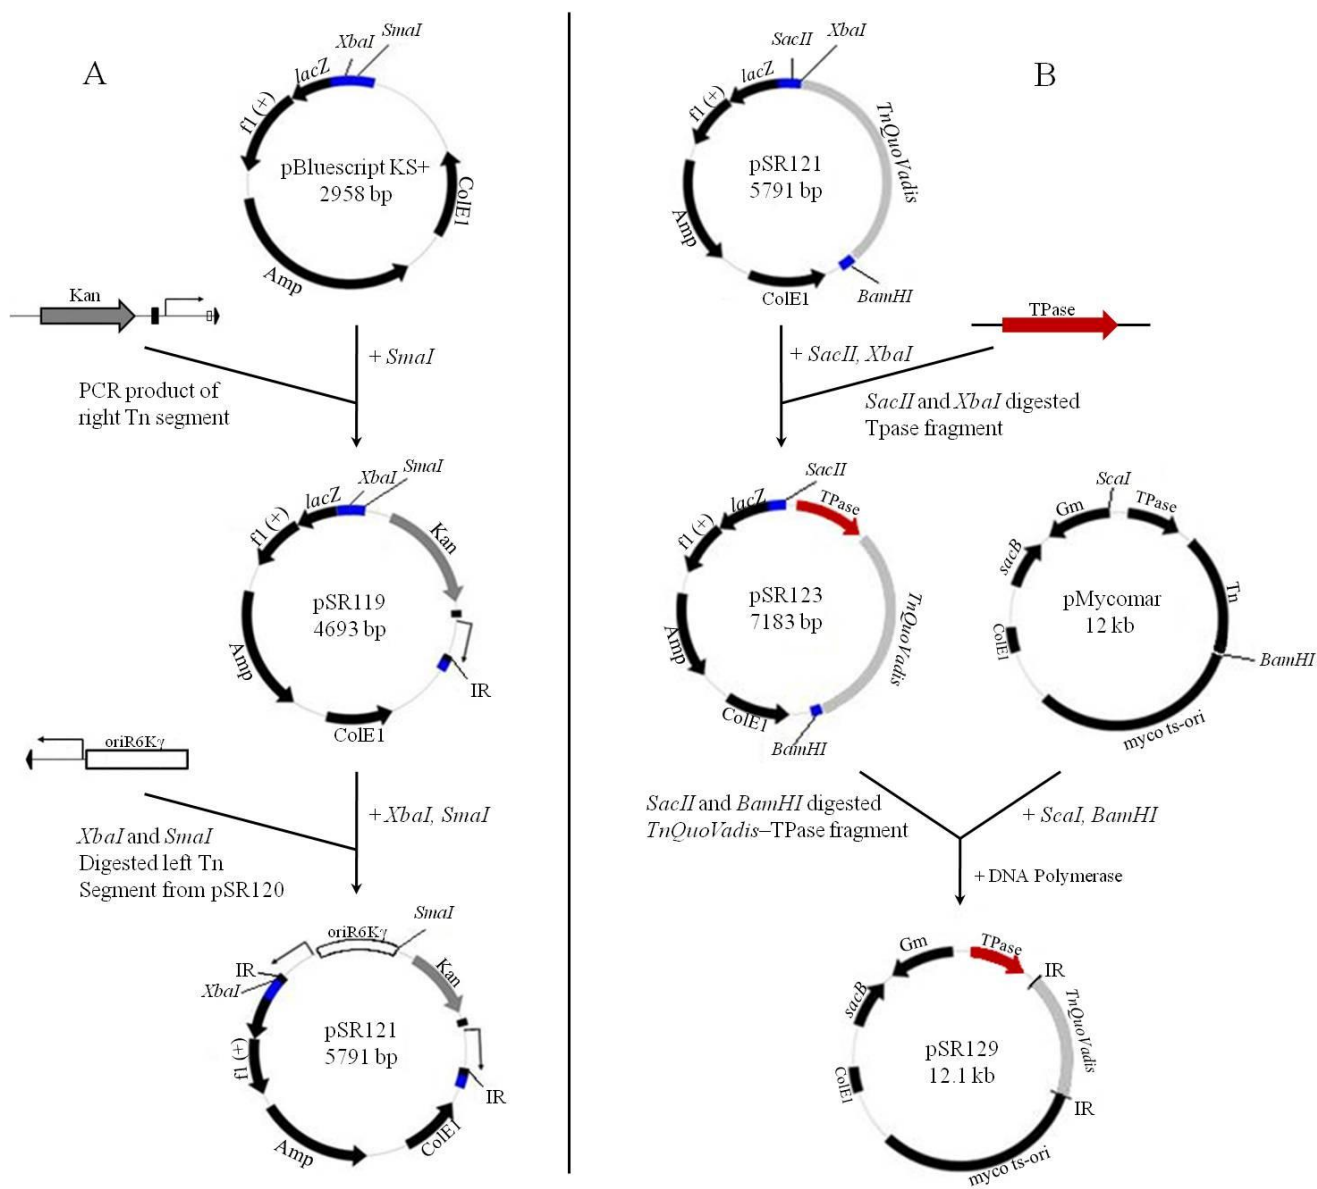 A
XbaI
SmaI
lacZ
f1 (+)
pBluescript KS+
2958 bp
ColE1
Amp
Kan
+ SmaI
PCR product of
right Tn segment
XbaI
SmaI
lacZ
f1 (+)
Kan
pSR119
4693 bp
Amp
IR
ColE1
oriR6Kγ
+ XbaI, SmaI
XbaI and SmaI
Digested left Tn
Segment from pSR120
SmaI
oriR6Kγ
IR
XbaI
Kan
pSR121
5791 bp
f1 (+)
IR
Amp
ColE1
B
SacII
XbaI
lacZ
f1 (+)
TnQuoVadis
pSR121
5791 bp
Amp
ColE1
BamHI
TPase
+ SacII, XbaI
SacII and XbaI digested
Tpase fragment
SacII
lacZ
TPase
f1 (+)
pSR123
7183 bp
TnQuoVadis
Amp
ColE1
BamHI
ScaI
Gm
TPase
sacB
Tn
pMycomar
12 kb
ColE1
BamHI
myco ts-ori
SacII and BamHI digested
TnQuoVadis–TPase fragment
+ ScaI, BamHI
+ DNA Polymerase
Gm
TPase
IR
sacB
TnQuoVadis
pSR129
12.1 kb
ColE1
IR
myco ts-ori